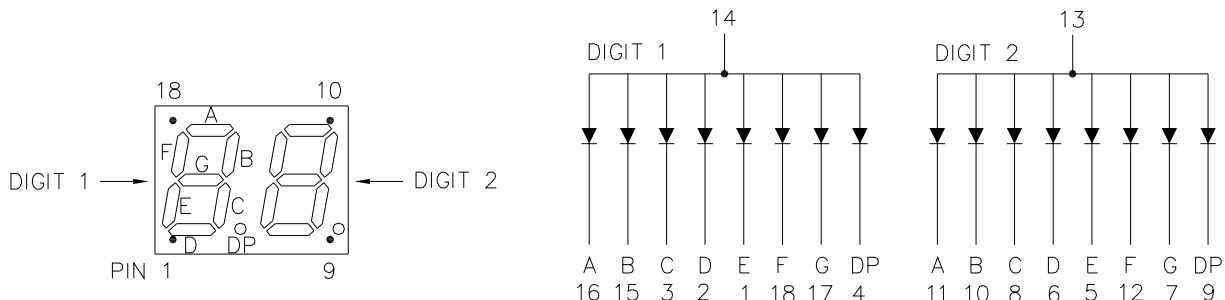 18 10
A
F B
G
E C
D DP
DIGIT 1
DIGIT 2
PIN 1 9
14
DIGIT 1
A B C D E F G DP
16 15 3 2 1 18 17 4
13
DIGIT 2
A B C D E F G DP
11 10 8 6 5 12 7 9